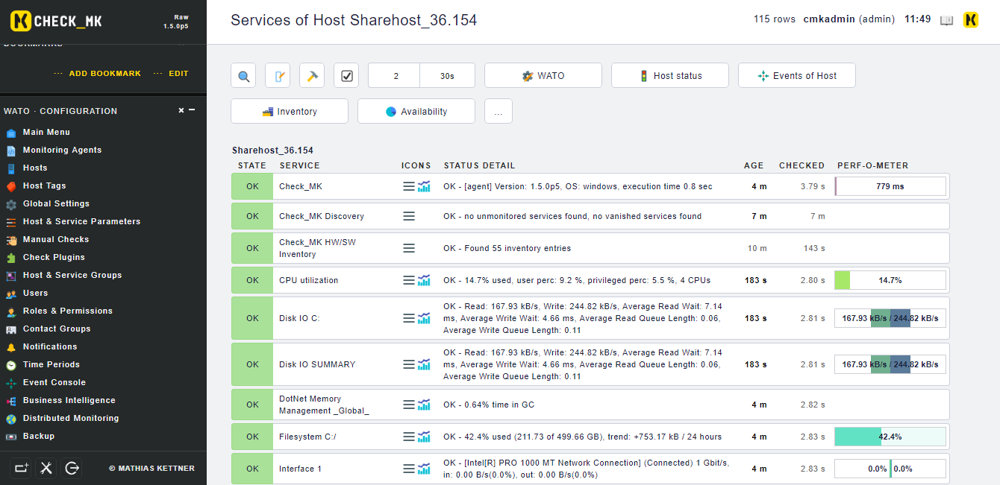 CHECK_MK
Raw
1.5.0p5
BOOKMARKS
··· ADD BOOKMARK ··· EDIT
WATO · CONFIGURATION
Main Menu
Monitoring Agents
Hosts
Host Tags
Global Settings
Host & Service Parameters
Manual Checks
Check Plugins
Host & Service Groups
Users
Roles & Permissions
Contact Groups
Notifications
Time Periods
Event Console
Business Intelligence
Distributed Monitoring
Backup
© MATHIAS KETTNER
Services of Host Sharehost_36.154
115 rows cmkadmin (admin) 11:49
2 30s WATO Host status Events of Host
Inventory Availability ...
Sharehost_36.154
STATE SERVICE ICONS STATUS DETAIL AGE CHECKED PERF-O-METER
OK Check_MK OK - [agent] Version: 1.5.0p5, OS: windows, execution time 0.8 sec 4 m 3.79 s 779 ms
OK Check_MK Discovery OK - no unmonitored services found, no vanished services found 7 m 7 m
OK Check_MK HW/SW
Inventory OK - Found 55 inventory entries 10 m 143 s
OK CPU utilization OK - 14.7% used, user perc: 9.2 %, privileged perc: 5.5 %, 4 CPUs 183 s 2.80 s 14.7%
OK - Read: 167.93 kB/s, Write: 244.82 kB/s, Average Read Wait: 7.14
OK Disk IO C: ms, Average Write Wait: 4.66 ms, Average Read Queue Length: 0.06, 183 s 2.81 s 167.93 kB/s / 244.82 kB/s
Average Write Queue Length: 0.11
OK - Read: 167.93 kB/s, Write: 244.82 kB/s, Average Read Wait: 7.14
OK Disk IO SUMMARY ms, Average Write Wait: 4.66 ms, Average Read Queue Length: 0.06, 183 s 2.81 s 167.93 kB/s / 244.82 kB/s
Average Write Queue Length: 0.11
OK DotNet Memory
Management _Global_ OK - 0.64% time in GC 4 m 2.82 s
OK Filesystem C:/ OK - 42.4% used (211.73 of 499.66 GB), trend: +753.17 kB / 24 hours 4 m 2.83 s 42.4%
OK Interface 1 OK - [Intel[R] PRO 1000 MT Network Connection] (Connected) 1 Gbit/s,
in: 0.00 B/s(0.0%), out: 0.00 B/s(0.0%) 4 m 2.83 s 0.0% 0.0%